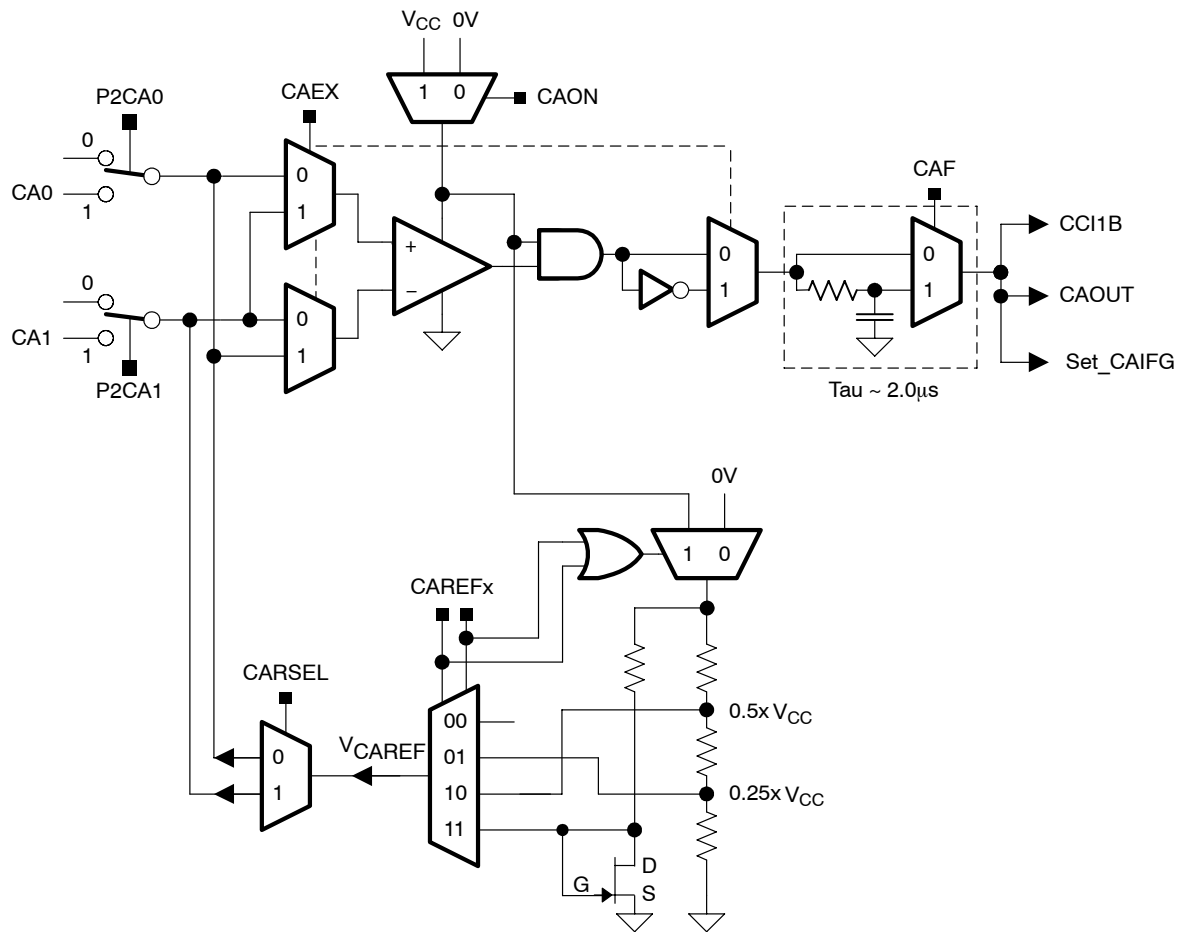 VCC 0V
1 0
CAON
P2CA0
CAEX
0
CA0
1
0
1
+
−
0
CA1
1
P2CA1
0
1
0
1
CAF
0
1
CCI1B
CAOUT
Set_CAIFG
Tau ~ 2.0μs
0V
1 0
CAREFx
CARSEL
0
1
VCAREF
00
01
10
11
0.5x VCC
0.25x VCC
D
G
S